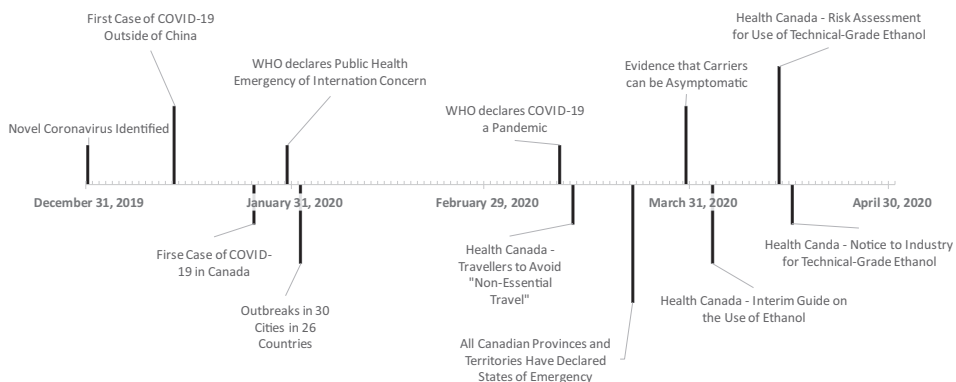 First Case of COVID-19
Outside of China
Health Canada - Risk Assessment
for Use of Technical-Grade Ethanol
WHO declares Public Health
Emergency of Internation Concern
Evidence that Carriers
can be Asymptomatic
WHO declares COVID-19
a Pandemic
Novel Coronavirus Identified
December 31, 2019
January 31, 2020
February 29, 2020
March 31, 2020
April 30, 2020
Firse Case of COVID-
19 in Canada
Health Canada -
Travellers to Avoid
"Non-Essential
Travel"
Health Canda - Notice to Industry
for Technical-Grade Ethanol
Outbreaks in 30
Cities in 26
Countries
Health Canada - Interim Guide on
the Use of Ethanol
All Canadian Provinces and
Territories Have Declared
States of Emergency